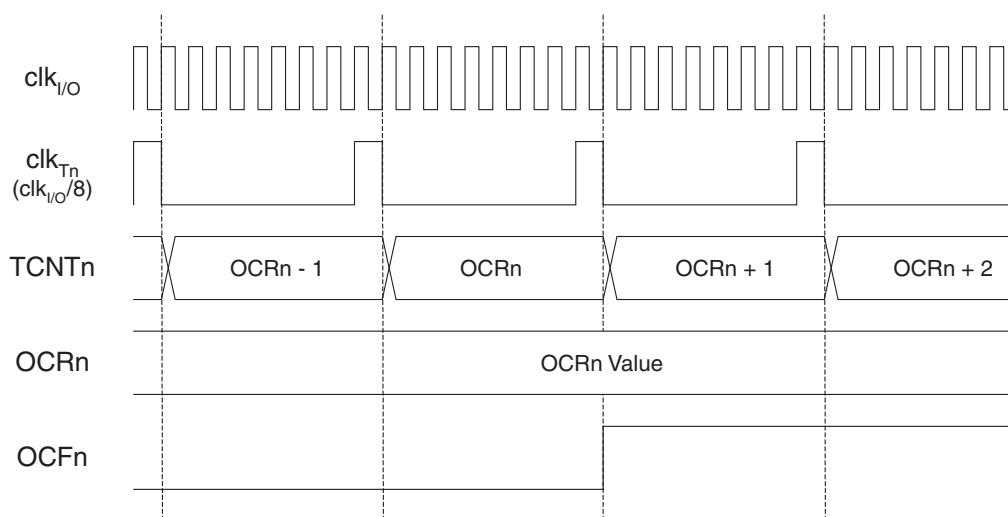 clkI/O
clkTn
(clkI/O/8)
TCNTn
OCRn - 1
OCRn
OCRn + 1
OCRn + 2
OCRn
OCRn Value
OCFn